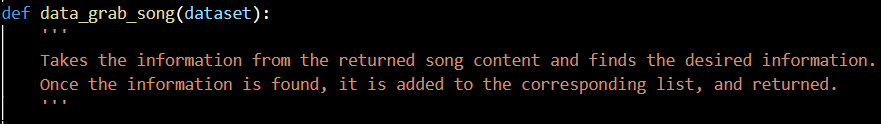 def data_grab_song(dataset):
'''
Takes the information from the returned song content and finds the desired information.
Once the information is found, it is added to the corresponding list, and returned.
'''